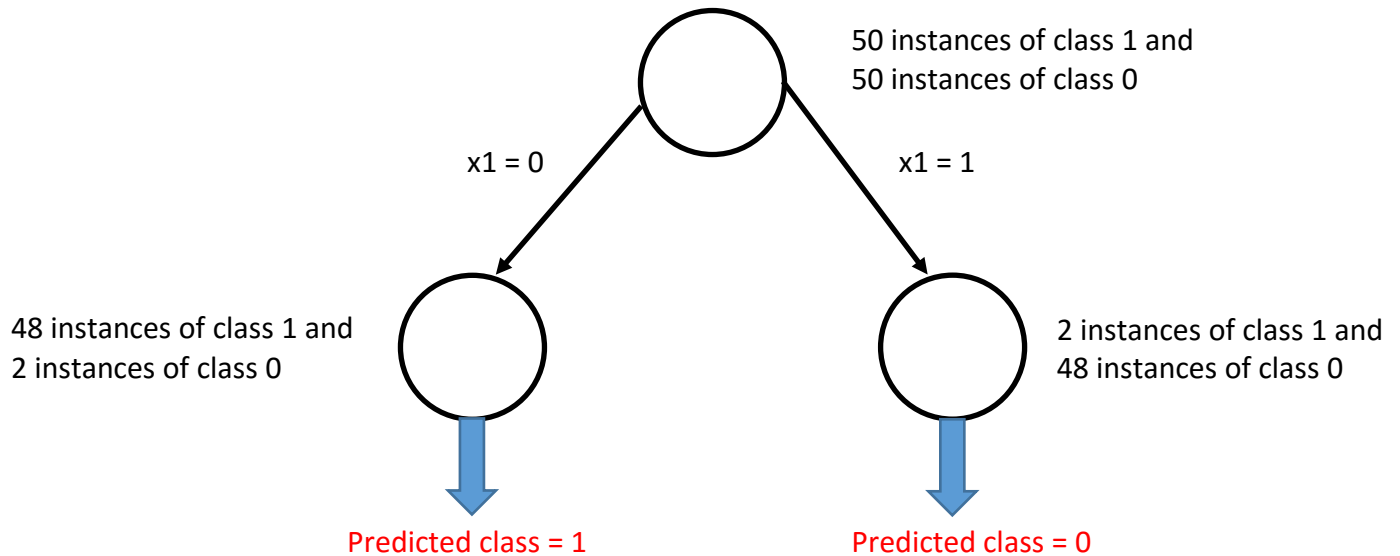 50 instances of class 1 and
50 instances of class 0
x1 = 0
x1 = 1
48 instances of class 1 and
2 instances of class 0
2 instances of class 1 and
48 instances of class 0
Predicted class = 1
Predicted class = 0